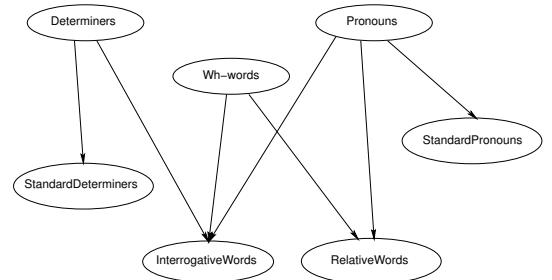 Determiners
Pronouns
Wh-words
StandardPronouns
StandardDeterminers
InterrogativeWords
RelativeWords